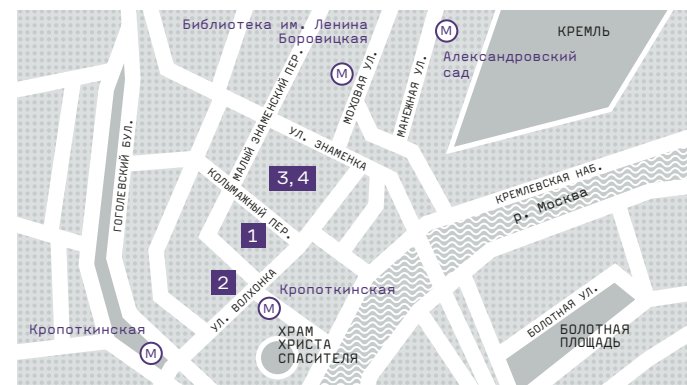 Библиотека им. Ленина
Боровицкая
М
М
КРЕМЛЬ
Александровский
сад
МАЛЫЙ ЗНАМЕНСКИЙ ПЕР.
МОХОВАЯ УЛ.
МАНЕЖНАЯ УЛ.
ГОГОЛЕВСКИЙ БУЛ.
УЛ. ЗНАМЕНКА
3, 4
КОЛЫМАЖНЫЙ ПЕР.
КРЕМЛЕВСКАЯ НАБ.
р. Москва
1
2
УЛ. ВОЛХОНКА
Кропоткинская
М
БОЛОТНАЯ УЛ.
Кропоткинская
М
ХРАМ
ХРИСТА
СПАСИТЕЛЯ
БОЛОТНАЯ
ПЛОЩАДЬ